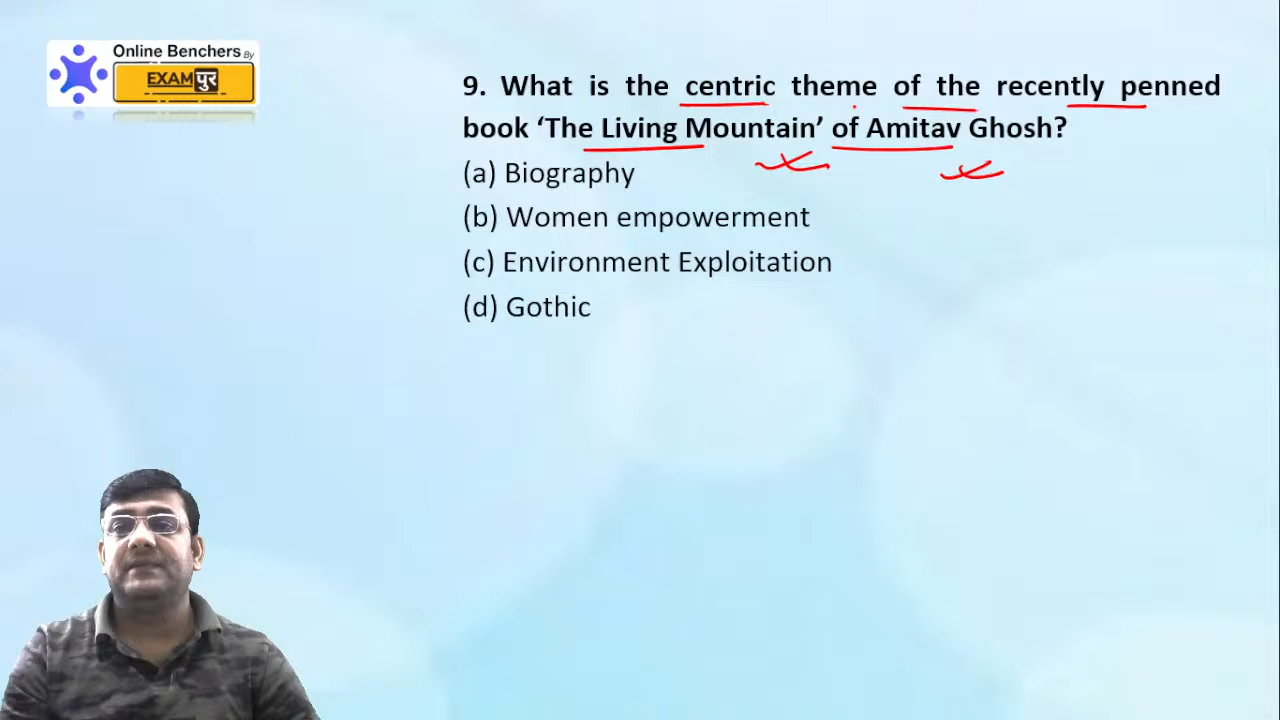 Online Benchers By
EXAMपुर
9. What is the centric theme of the recently penned
book ‘The Living Mountain’ of Amitav Ghosh?
(a) Biography
(b) Women empowerment
(c) Environment Exploitation
(d) Gothic